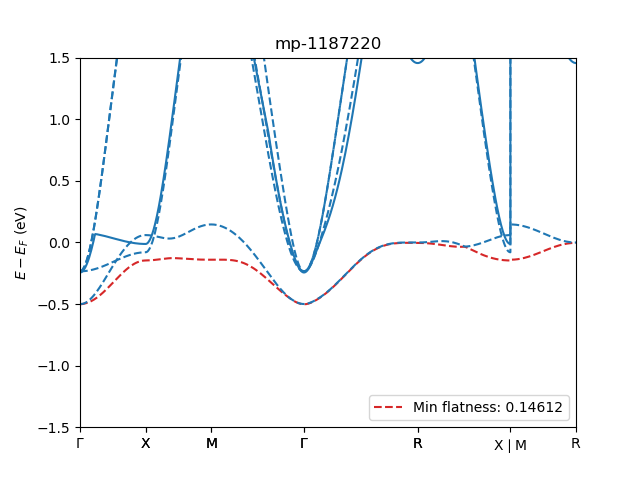 mp-1187220
E − E_F (eV)
1.5
1.0
0.5
0.0
−0.5
−1.0
−1.5
Min flatness: 0.14612
Γ X M Γ R X | M R